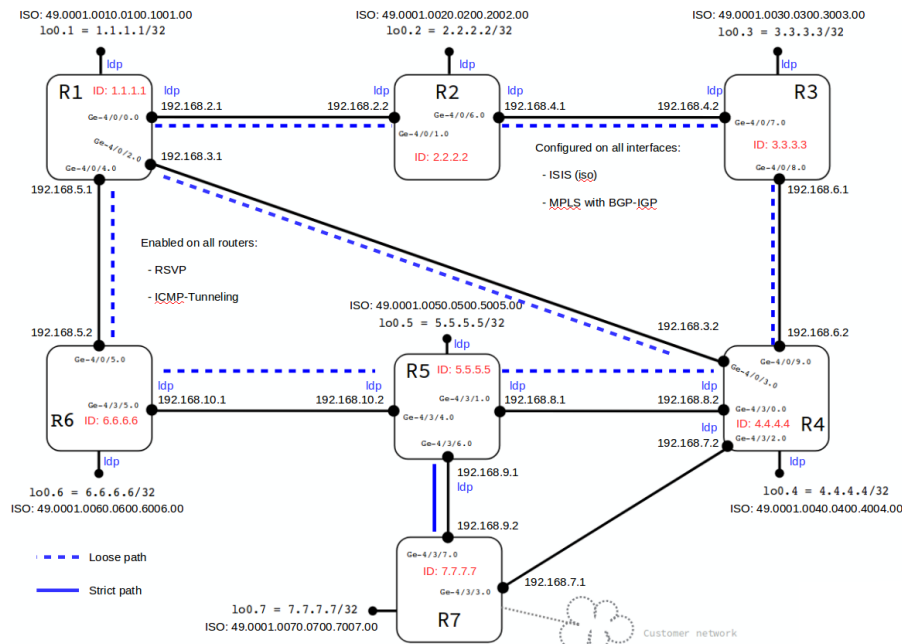 ISO: 49.0001.0010.0100.1001.00
lo0.1 = 1.1.1.1/32
ISO: 49.0001.0020.0200.2002.00
lo0.2 = 2.2.2.2/32
ISO: 49.0001.0030.0300.3003.00
lo0.3 = 3.3.3.3/32
ldp
ldp
ldp
R1
ID: 1.1.1.1
ldp
192.168.2.1
Ge-4/0/0.0
Ge-4/0/2.0
Ge-4/0/4.0
192.168.3.1
192.168.5.1
ldp
192.168.2.2
R2
Ge-4/0/6.0
Ge-4/0/1.0
ID: 2.2.2.2
ldp
192.168.4.1
ldp
192.168.4.2
R3
Ge-4/0/7.0
ID: 3.3.3.3
Ge-4/0/8.0
192.168.6.1
Configured on all interfaces:
- ISIS (iso)
- MPLS with BGP-IGP
Enabled on all routers:
- RSVP
- ICMP-Tunneling
ISO: 49.0001.0050.0500.5005.00
lo0.5 = 5.5.5.5/32
ldp
192.168.5.2
192.168.3.2
192.168.6.2
Ge-4/0/5.0
Ge-4/3/5.0
R6
ID: 6.6.6.6
ldp
192.168.10.1
ldp
192.168.10.2
R5
ID: 5.5.5.5
Ge-4/3/1.0
Ge-4/3/4.0
Ge-4/3/6.0
ldp
192.168.8.1
ldp
192.168.8.2
ldp
192.168.7.2
Ge-4/0/9.0
Ge-4/0/3.0
Ge-4/3/0.0
ID: 4.4.4.4
R4
Ge-4/3/2.0
ldp
lo0.6 = 6.6.6.6/32
ISO: 49.0001.0060.0600.6006.00
192.168.9.1
ldp
192.168.9.2
ldp
lo0.4 = 4.4.4.4/32
ISO: 49.0001.0040.0400.4004.00
Loose path
Strict path
Ge-4/3/7.0
ID: 7.7.7.7
Ge-4/3/3.0
R7
192.168.7.1
lo0.7 = 7.7.7.7/32
ISO: 49.0001.0070.0700.7007.00
Customer network